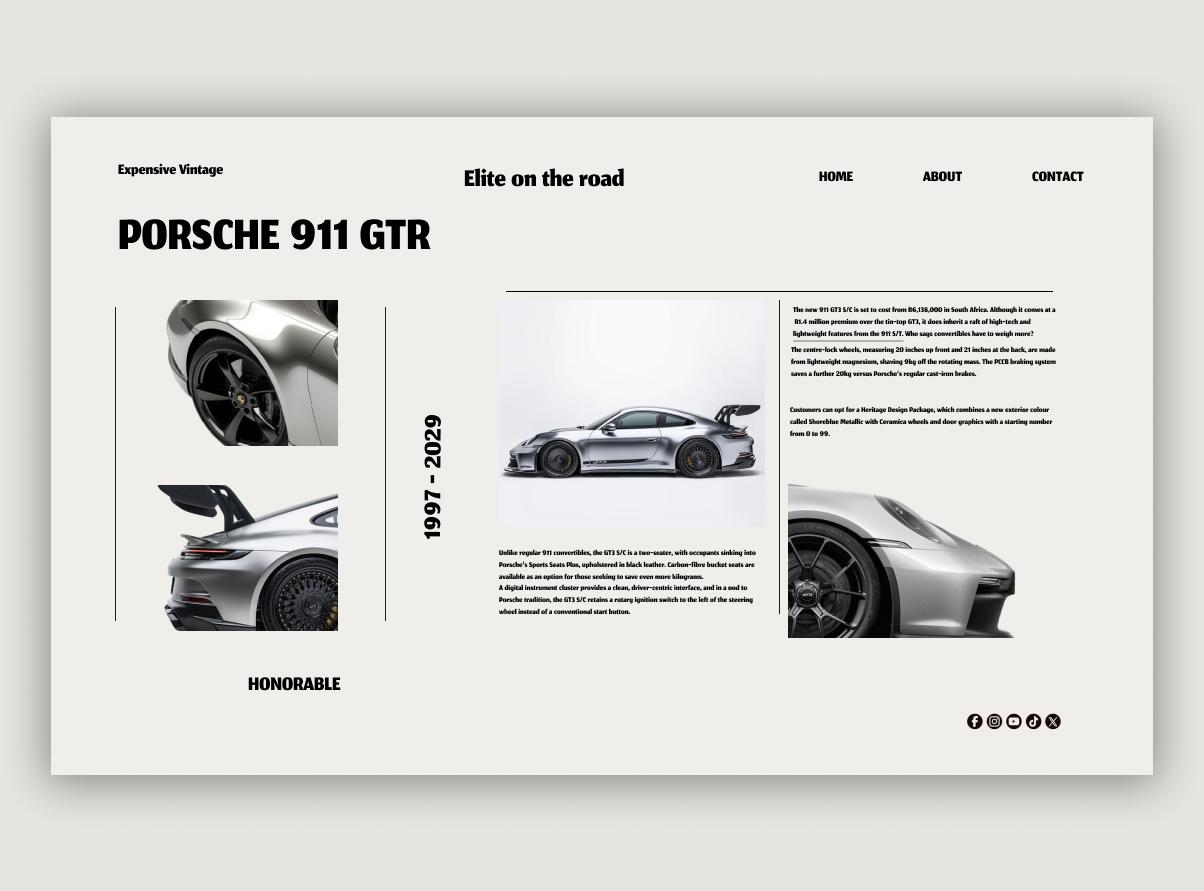 Expensive Vintage
Elite on the road
HOME
ABOUT
CONTACT
PORSCHE 911 GTR
1997 - 2029
The new 911 GT3 S/C is set to cost from R6,138,000 in South Africa. Although it comes at a
R1.4 million premium over the tin-top GT3, it does inherit a raft of high-tech and
lightweight features from the 911 S/T. Who says convertibles have to weigh more?
The centre-lock wheels, measuring 20 inches up front and 21 inches at the back, are made
from lightweight magnesium, shaving 9kg off the rotating mass. The PCCB braking system
saves a further 20kg versus Porsche's regular cast-iron brakes.
Customers can opt for a Heritage Design Package, which combines a new exterior colour
called Shoreblue Metallic with Ceramica wheels and door graphics with a starting number
from 0 to 99.
Unlike regular 911 convertibles, the GT3 S/C is a two-seater, with occupants sinking into
Porsche's Sports Seats Plus, upholstered in black leather. Carbon-fibre bucket seats are
available as an option for those seeking to save even more kilograms.
A digital instrument cluster provides a clean, driver-centric interface, and in a nod to
Porsche tradition, the GT3 S/C retains a rotary ignition switch to the left of the steering
wheel instead of a conventional start button.
HONORABLE